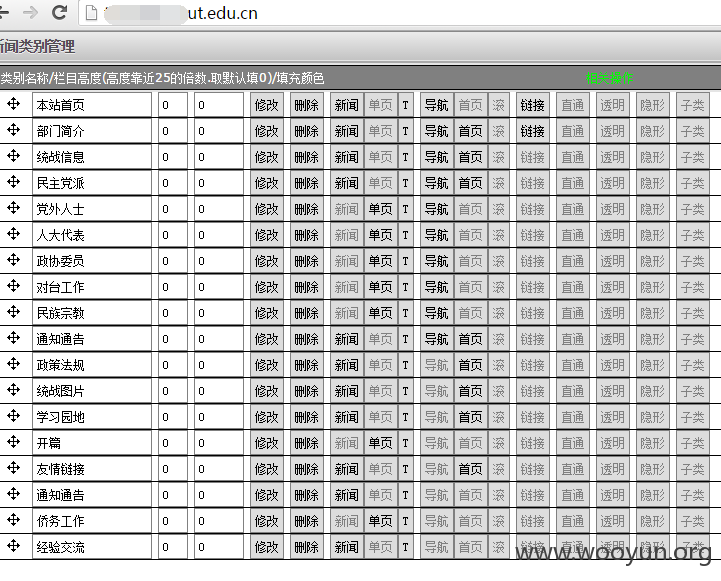 ut.edu.cn
新闻类别管理
类别名称/栏目高度(高度靠近25的倍数.取默认填0)/填充颜色 相关操作
本站首页 0 0 修改 删除 新闻 单页 T 导航 首页 滚 链接 直通 透明 隐形 子类
部门简介 0 0 修改 删除 新闻 单页 T 导航 首页 滚 链接 直通 透明 隐形 子类
统战信息 0 0 修改 删除 新闻 单页 T 导航 首页 滚 链接 直通 透明 隐形 子类
民主党派 0 0 修改 删除 新闻 单页 T 导航 首页 滚 链接 直通 透明 隐形 子类
党外人士 0 0 修改 删除 新闻 单页 T 导航 首页 滚 链接 直通 透明 隐形 子类
人大代表 0 0 修改 删除 新闻 单页 T 导航 首页 滚 链接 直通 透明 隐形 子类
政协委员 0 0 修改 删除 新闻 单页 T 导航 首页 滚 链接 直通 透明 隐形 子类
对台工作 0 0 修改 删除 新闻 单页 T 导航 首页 滚 链接 直通 透明 隐形 子类
民族宗教 0 0 修改 删除 新闻 单页 T 导航 首页 滚 链接 直通 透明 隐形 子类
通知通告 0 0 修改 删除 新闻 单页 T 导航 首页 滚 链接 直通 透明 隐形 子类
政策法规 0 0 修改 删除 新闻 单页 T 导航 首页 滚 链接 直通 透明 隐形 子类
统战图片 0 0 修改 删除 新闻 单页 T 导航 首页 滚 链接 直通 透明 隐形 子类
学习园地 0 0 修改 删除 新闻 单页 T 导航 首页 滚 链接 直通 透明 隐形 子类
开篇 0 0 修改 删除 新闻 单页 T 导航 首页 滚 链接 直通 透明 隐形 子类
友情链接 0 0 修改 删除 新闻 单页 T 导航 首页 滚 链接 直通 透明 隐形 子类
通知通告 0 0 修改 删除 新闻 单页 T 导航 首页 滚 链接 直通 透明 隐形 子类
侨务工作 0 0 修改 删除 新闻 单页 T 导航 首页 滚 链接 直通 透明 隐形 子类
经验交流 0 0 修改 删除 新闻 单页 T 导航 首页 滚 链接 直通 透明 隐形 子类
www.wooyun.org